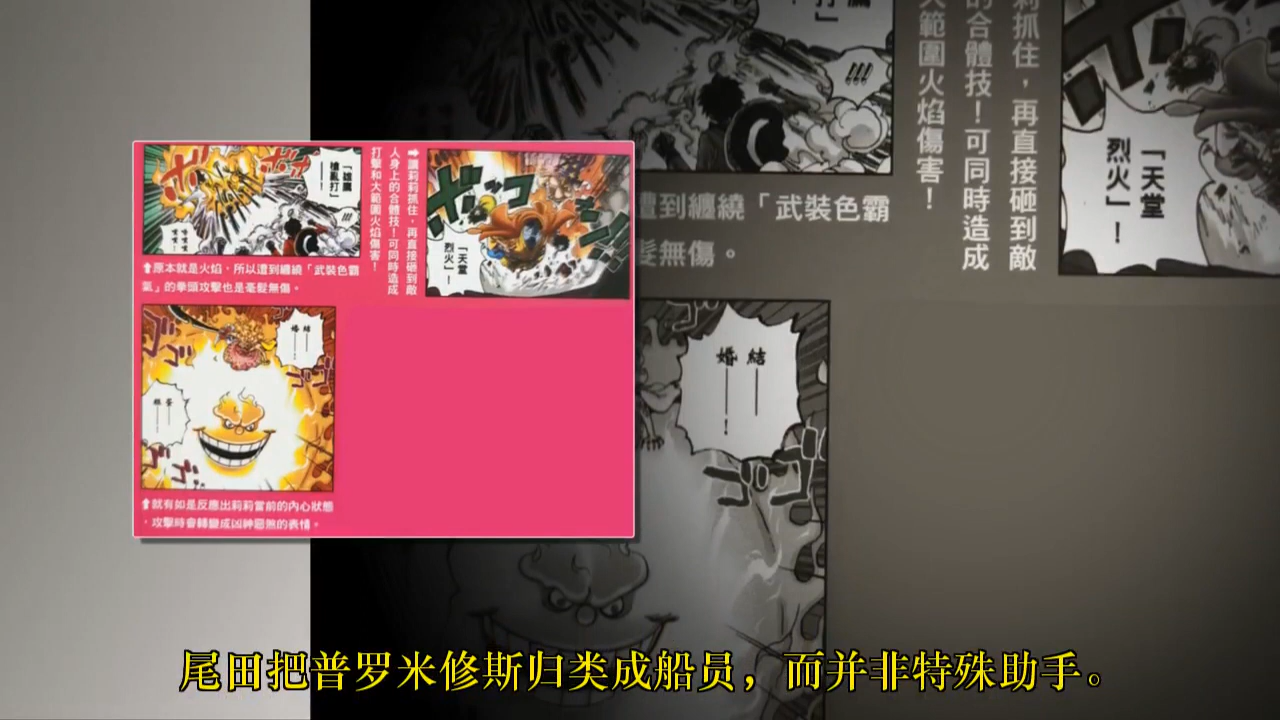 「雄鷹
槍亂打」
——！
！！！
➡讓莉莉抓住，再直接砸到敵
人身上的合體技！可同時造成
打擊和大範圍火焰傷害！
「天堂
烈火」！
⬆原本就是火焰，所以遭到纏繞「武裝色霸
氣」的拳頭攻擊也是毫髮無傷。
結
婚
——
——！
⬆就有如是反應出莉莉當前的內心狀態
，攻擊時會轉變成凶神惡煞的表情。
！！！
莉抓住，再直接砸到敵
的合體技！可同時造成
大範圍火焰傷害！
「天堂
烈火」！
遭到纏繞「武裝色霸
髮無傷。
結——
婚——！
尾田把普罗米修斯归类成船员，而并非特殊助手。